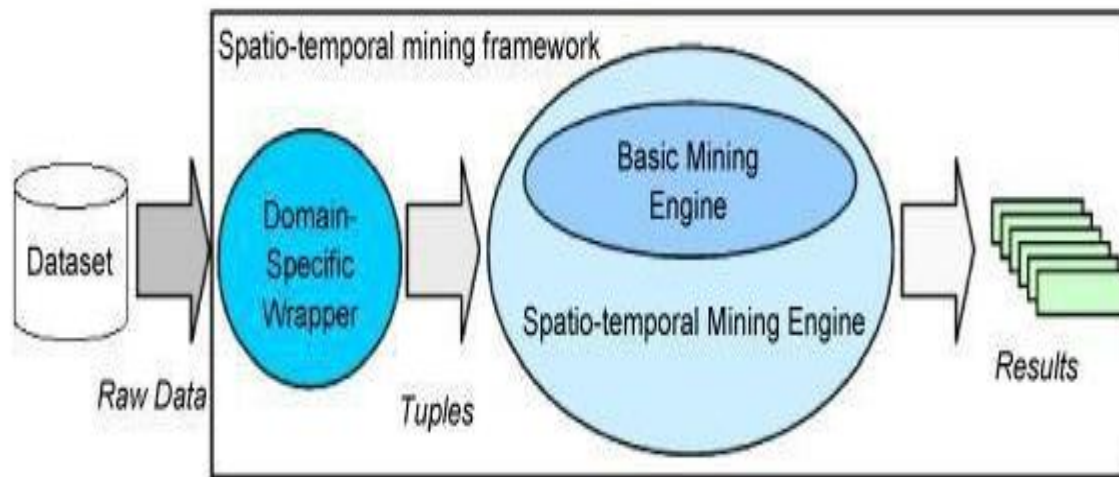 Spatio-temporal mining framework
Dataset
Raw Data
Domain-
Specific
Wrapper
Tuples
Basic Mining
Engine
Spatio-temporal Mining Engine
Results